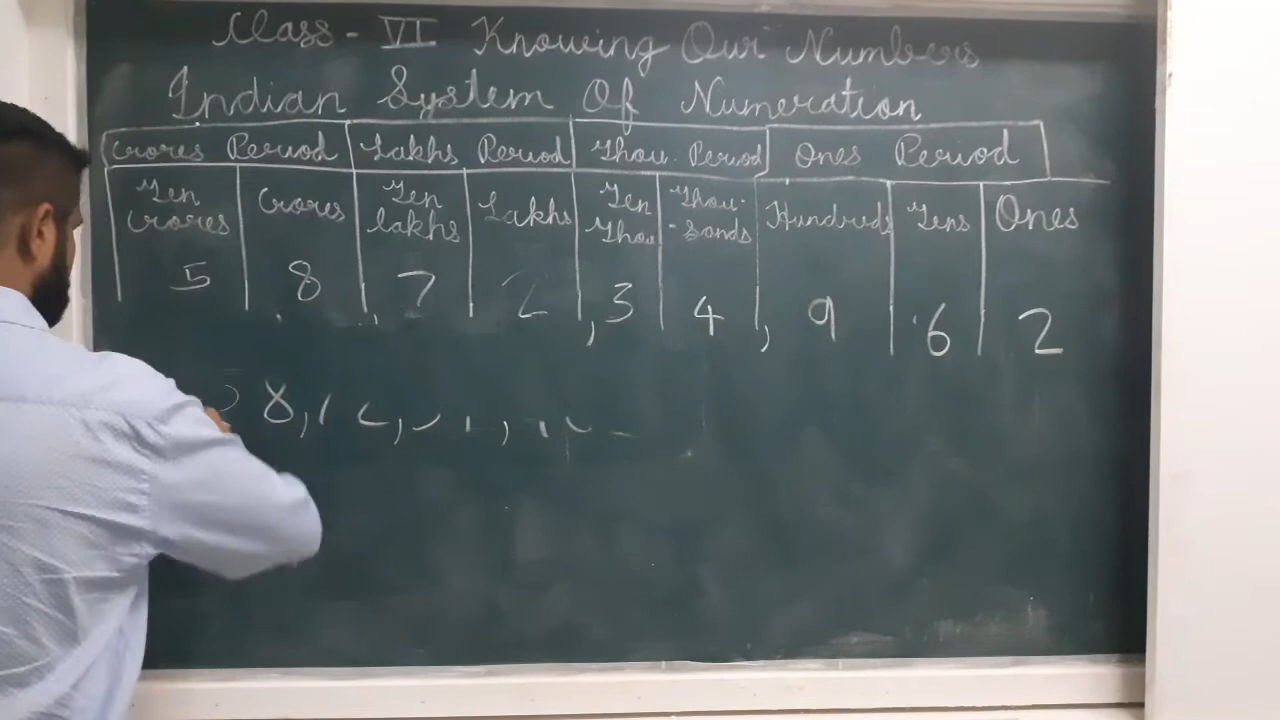 Class - VI Knowing Our Numbers
Indian System Of Numeration
Crores Period Lakhs Period Thou. Period Ones Period
Ten Crores Crores Ten lakhs Lakhs Ten Thou. Thou- -sands Hundreds Tens Ones
5 8, 7 2, 3 4, 9 6 2
8,